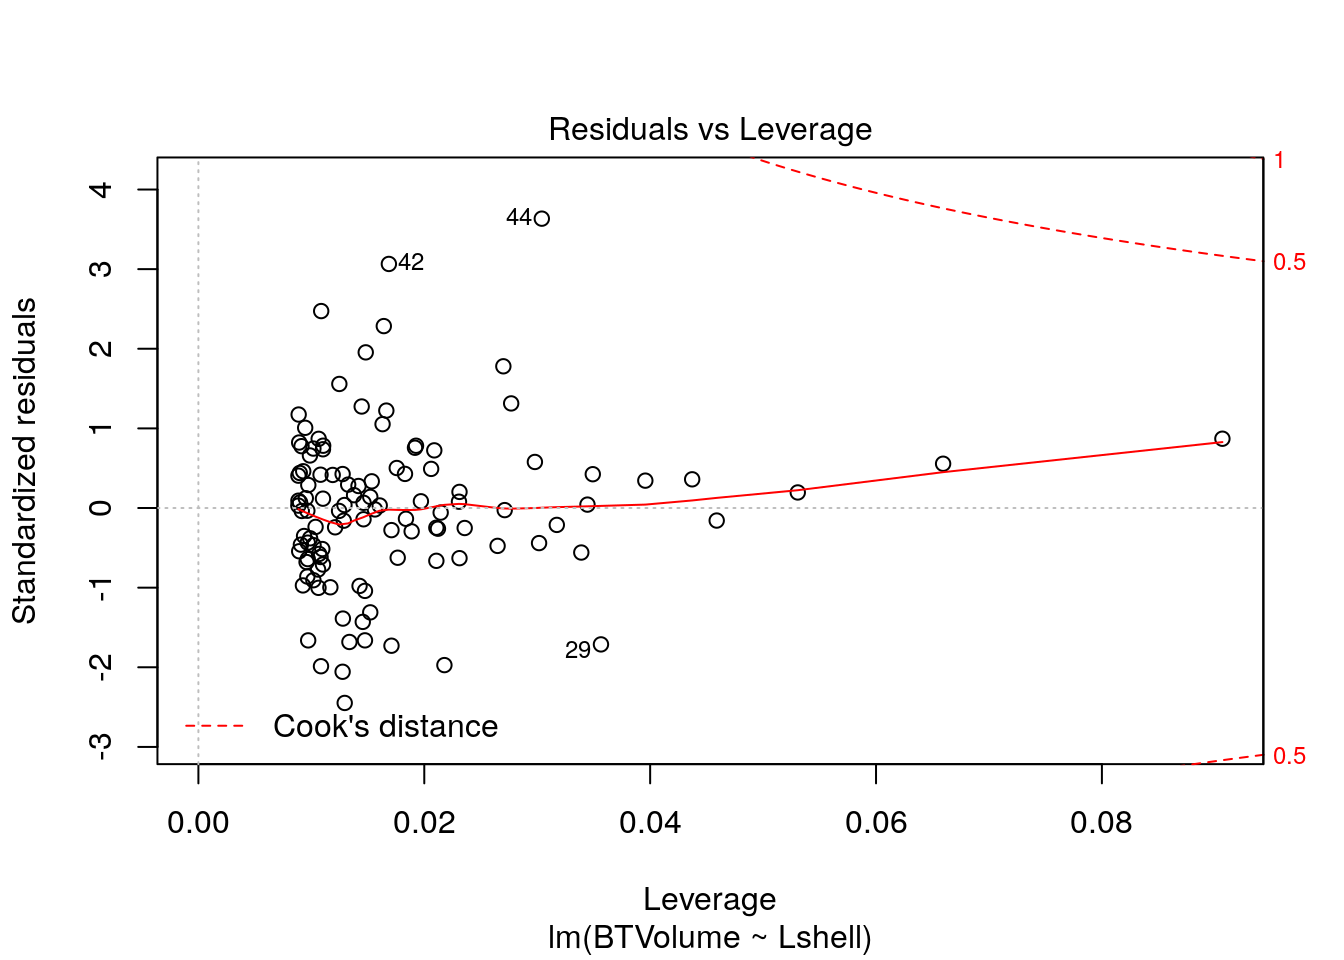 Residuals vs Leverage
Standardized residuals
4
3
2
1
0
-1
-2
-3
44
42
29
1
0.5
0.5
Cook's distance
0.00 0.02 0.04 0.06 0.08
Leverage
lm(BTVolume ~ Lshell)